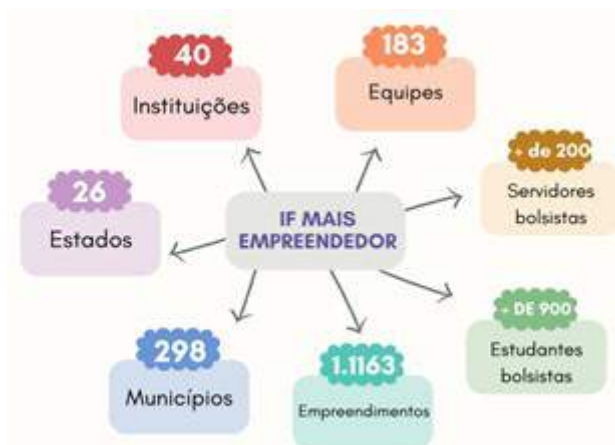 40
Instituições
183
Equipes
+ de 200
Servidores
bolsistas
26
Estados
IF MAIS
EMPREENDEDOR
+ DE 900
Estudantes
bolsistas
298
Municípios
1.1163
Empreendimentos